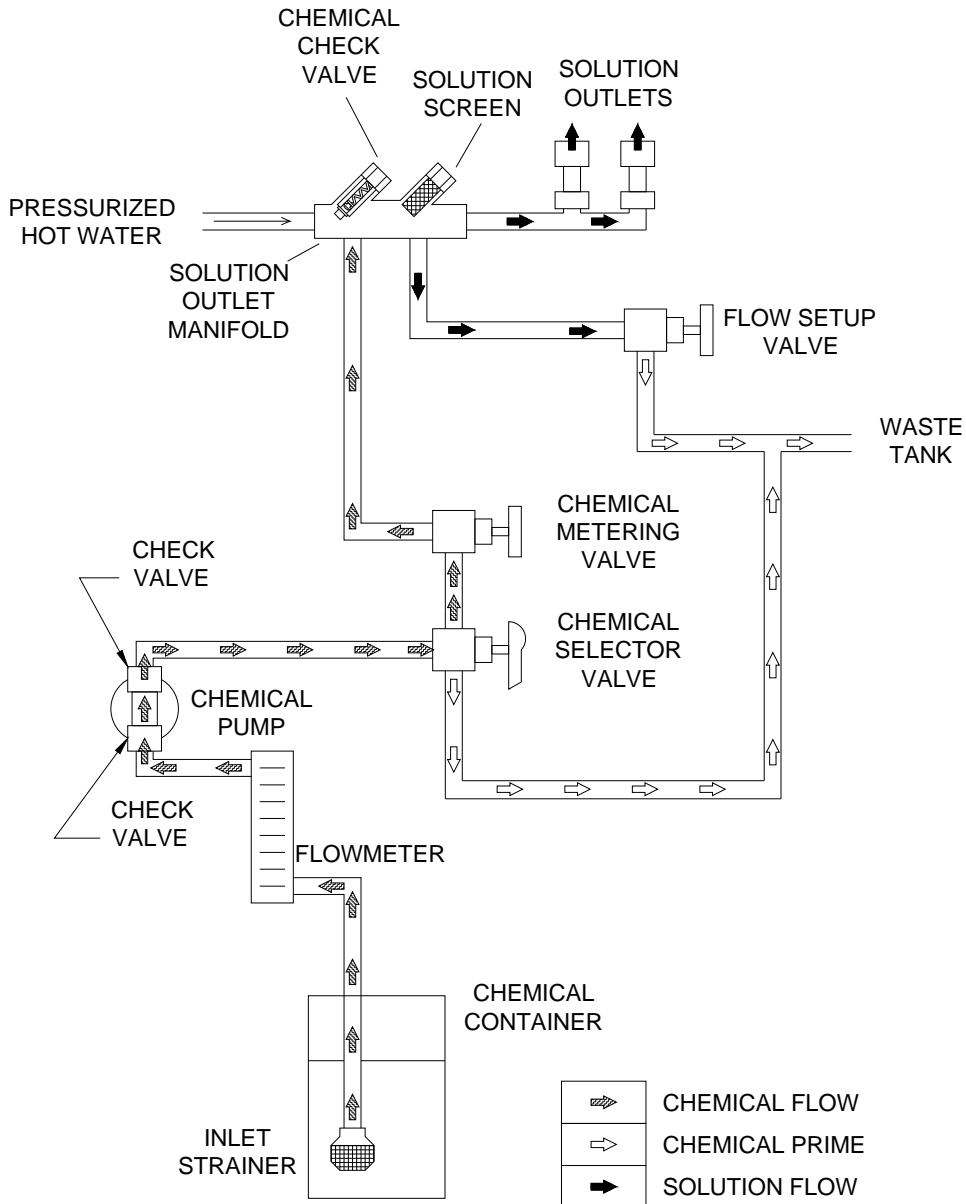 CHEMICAL
CHECK
VALVE
SOLUTION
SCREEN
SOLUTION
OUTLETS
PRESSURIZED
HOT WATER
SOLUTION
OUTLET
MANIFOLD
FLOW SETUP
VALVE
WASTE
TANK
CHEMICAL
METERING
VALVE
CHECK
VALVE
CHEMICAL
SELECTOR
VALVE
CHEMICAL
PUMP
CHECK
VALVE
FLOWMETER
CHEMICAL
CONTAINER
INLET
STRAINER
CHEMICAL FLOW
CHEMICAL PRIME
SOLUTION FLOW